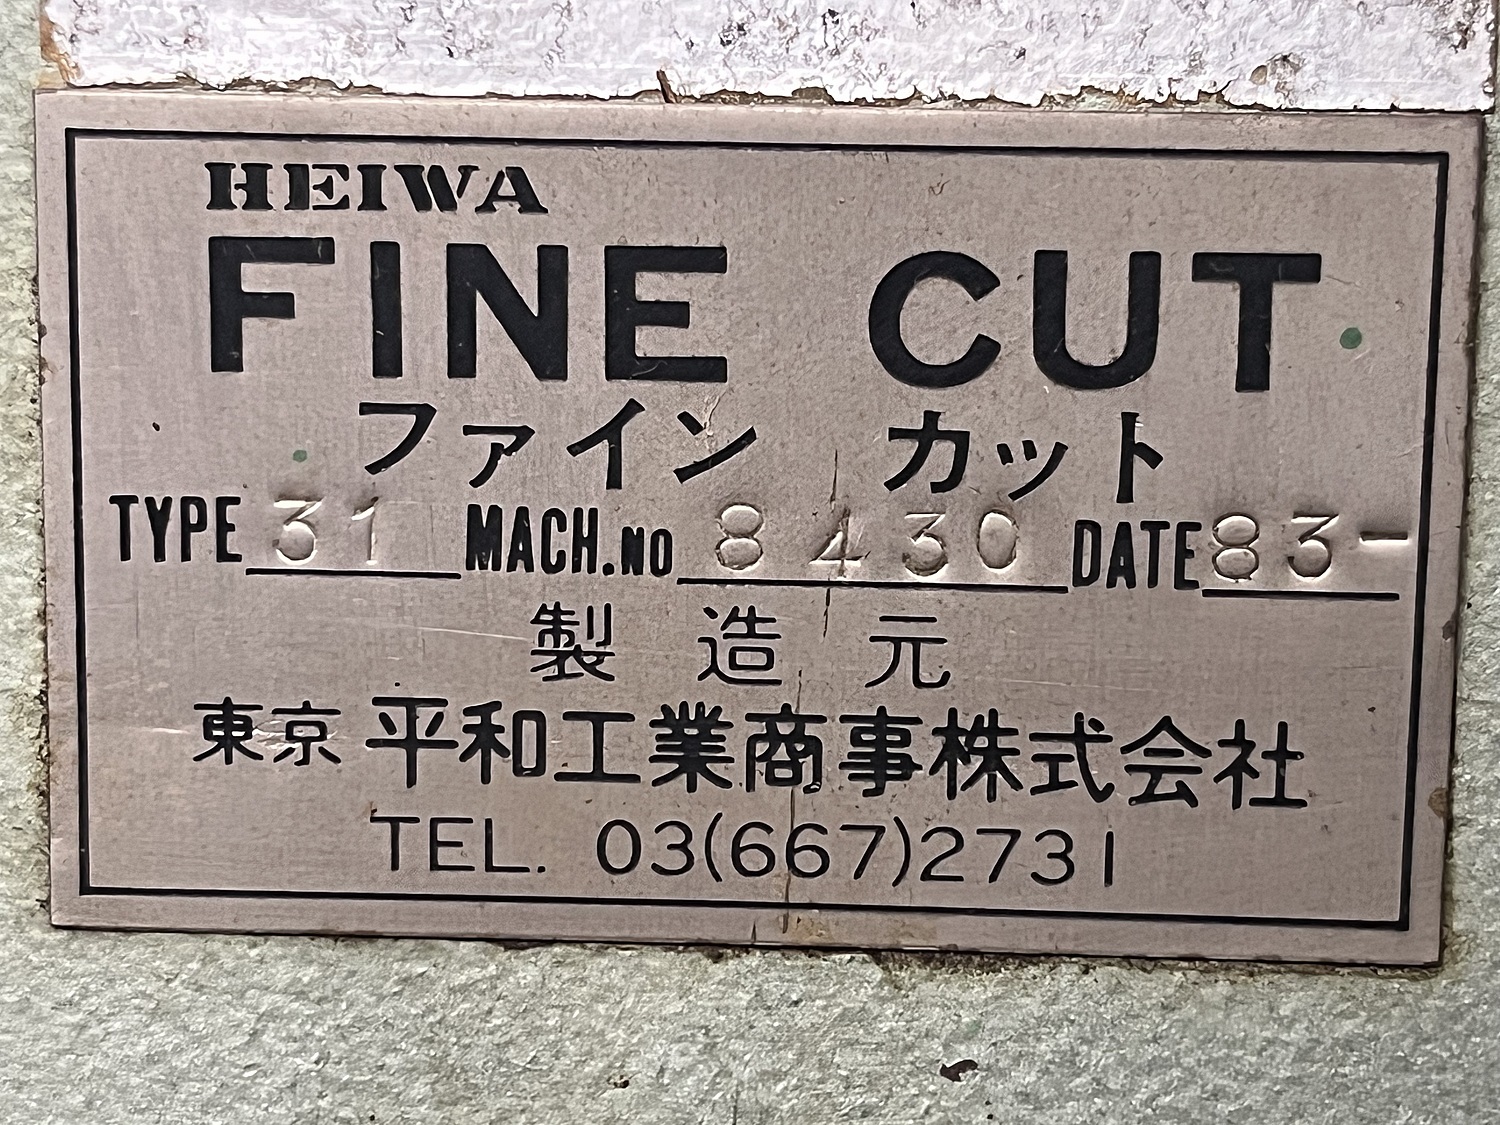 HEIWA
FINE CUT
ファイン カット
TYPE 31 MACH.NO 8430 DATE 83-
製造元
東京 平和工業商事株式会社
TEL. 03(667)2731